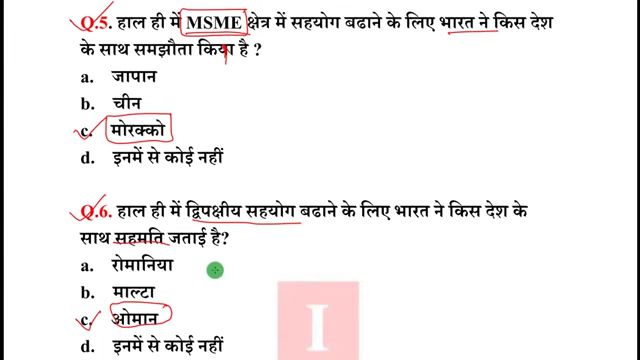 Q.5. हाल ही में MSME क्षेत्र में सहयोग बढाने के लिए भारत ने किस देश
के साथ समझौता किया है ?
a. जापान
b. चीन
c. मोरक्को
d. इनमें से कोई नहीं
Q.6. हाल ही में द्विपक्षीय सहयोग बढाने के लिए भारत ने किस देश के
साथ सहमति जताई है?
a. रोमानिया
b. माल्टा
c. ओमान
d. इनमें से कोई नहीं
I